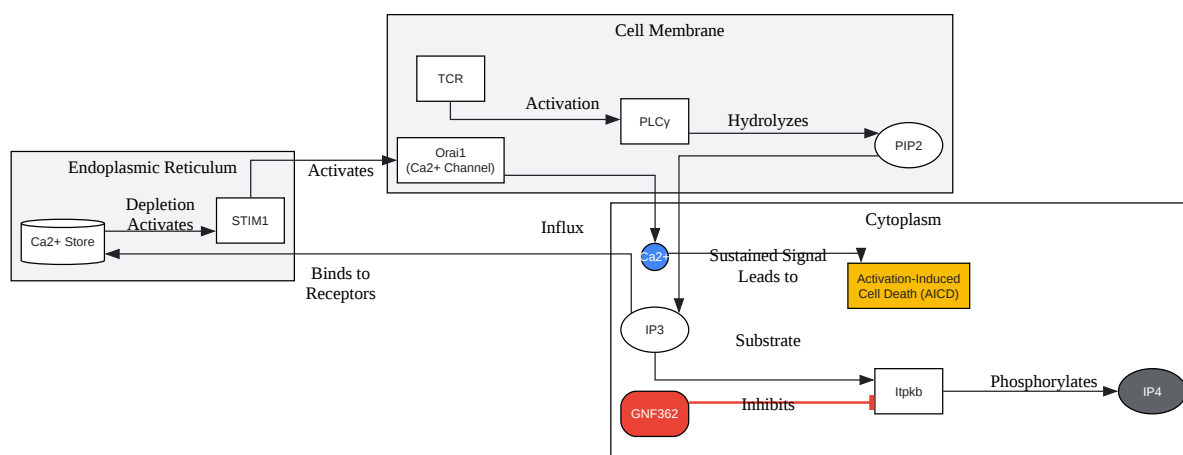 Cell Membrane
TCR
Activation
PLCγ
Hydrolyzes
PIP2
Orai1
(Ca2+ Channel)
Activates
Endoplasmic Reticulum
Depletion
Activates
STIM1
Ca2+ Store
Binds to
Receptors
Influx
Cytoplasm
Ca2+
Sustained Signal
Leads to
Activation-Induced
Cell Death (AICD)
IP3
Substrate
Itpkb
Phosphorylates
IP4
GNF362
Inhibits